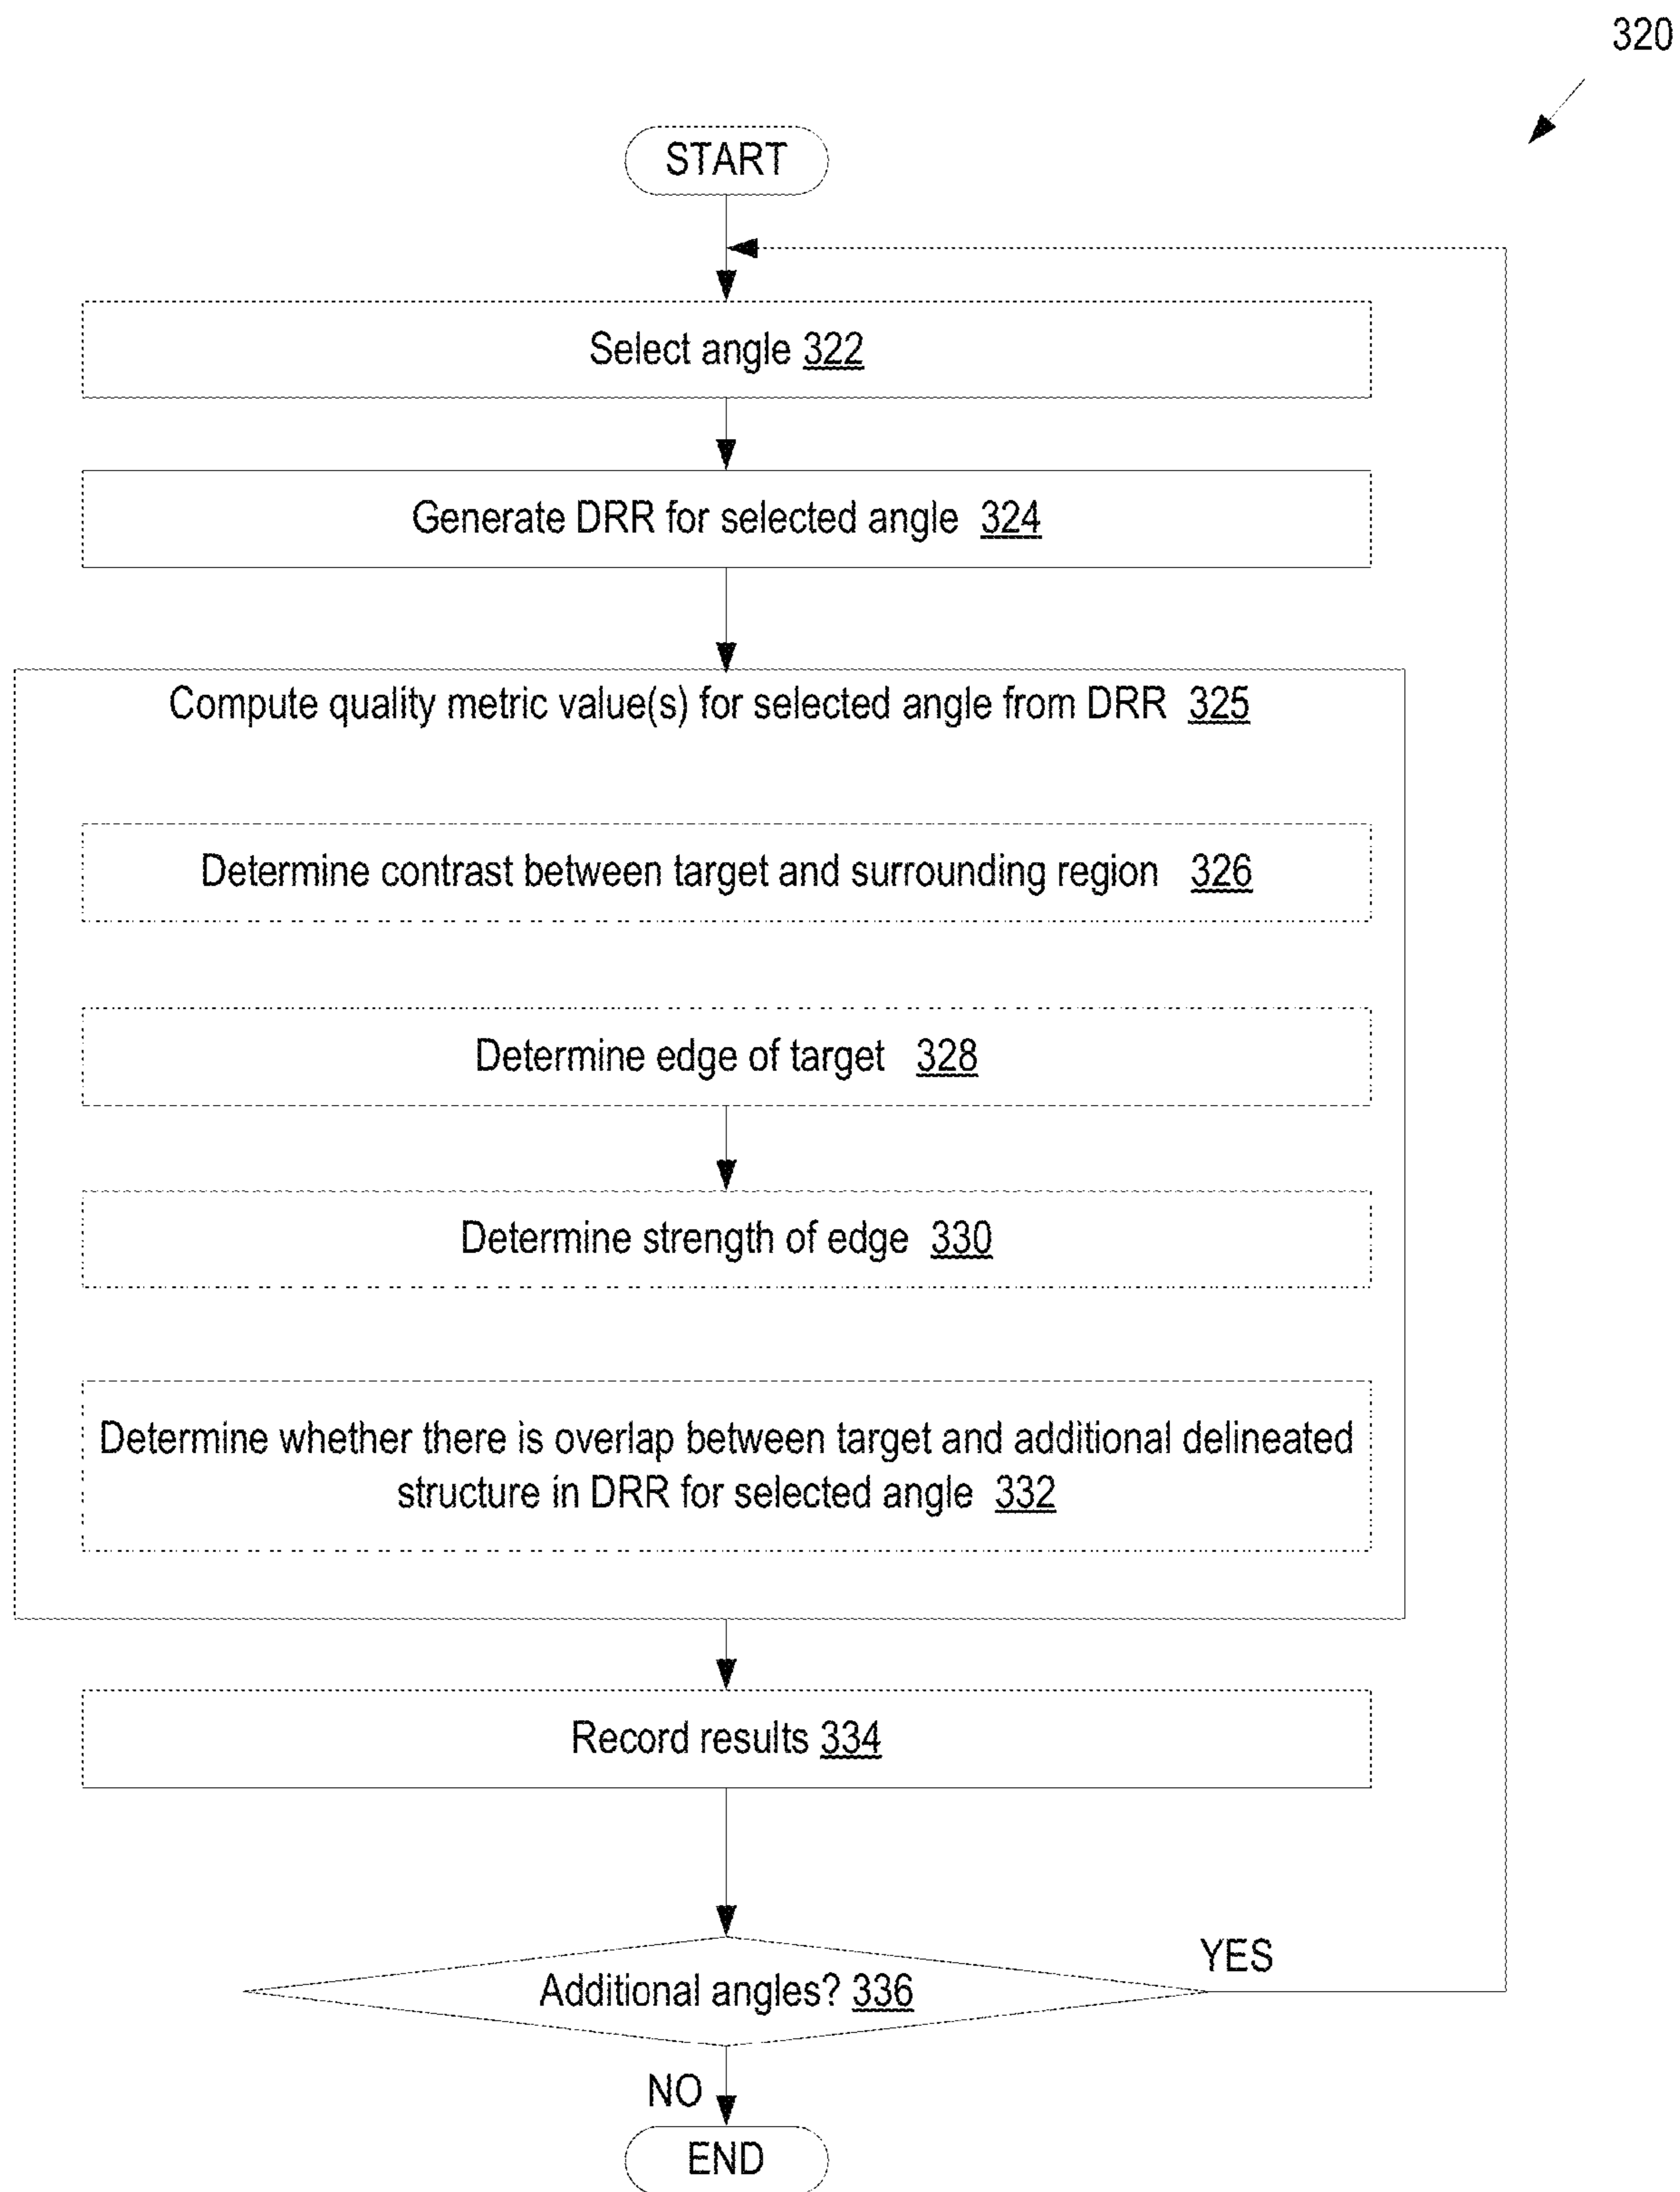 320
START
Select angle 322
Generate DRR for selected angle 324
Compute quality metric value(s) for selected angle from DRR 325
Determine contrast between target and surrounding region 326
Determine edge of target 328
Determine strength of edge 330
Determine whether there is overlap between target and additional delineated
structure in DRR for selected angle 332
Record results 334
Additional angles? 336
YES
NO
END